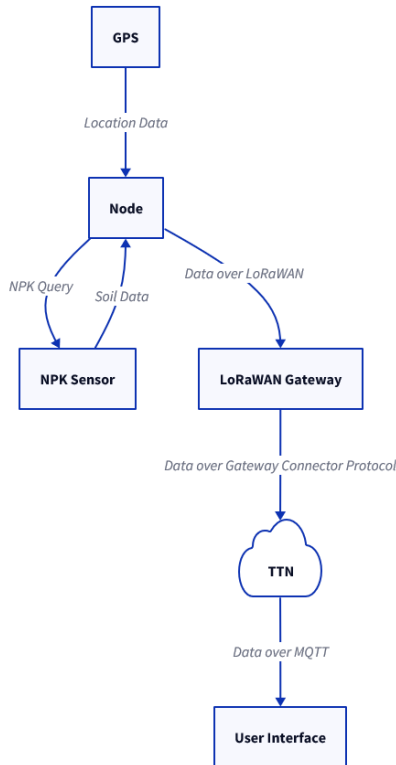 GPS
Location Data
Node
NPK Query
Soil Data
Data over LoRaWAN
NPK Sensor
LoRaWAN Gateway
Data over Gateway Connector Protocol
TTN
Data over MQTT
User Interface